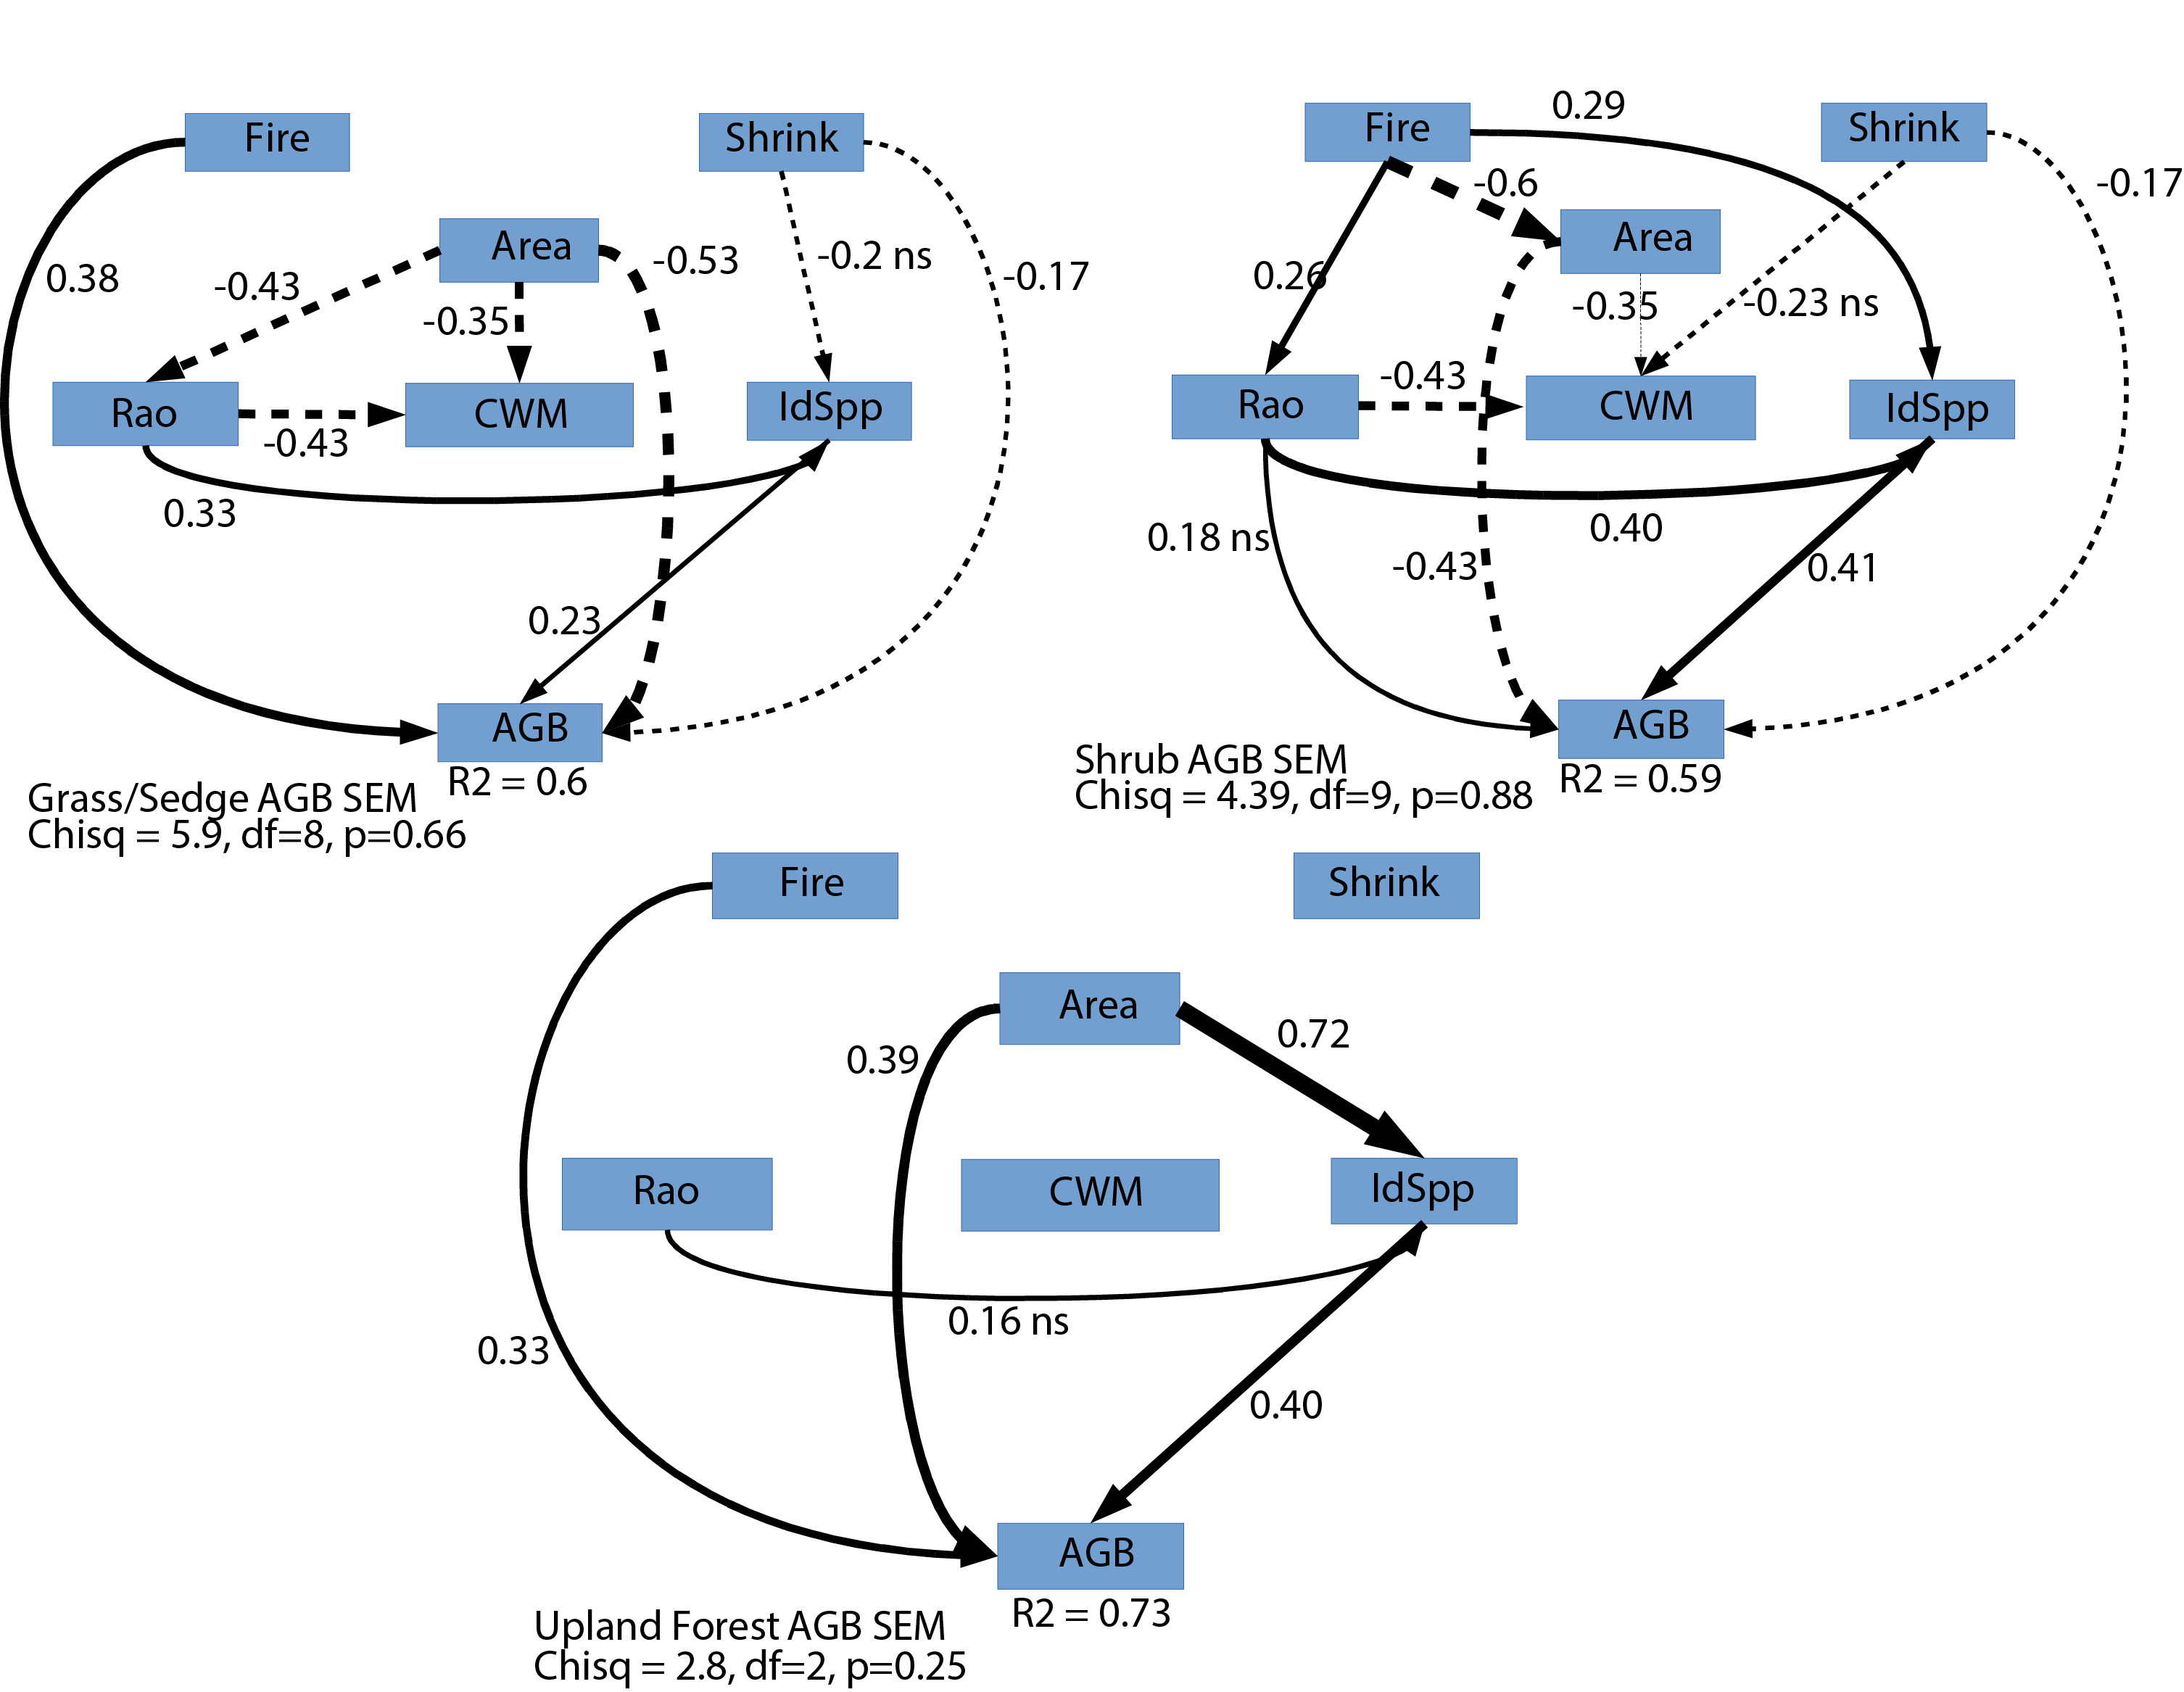 Fire
Shrink
Area
0.38
-0.43
-0.35
-0.53
-0.2 ns
-0.17
Rao
CWM
IdSpp
-0.43
0.33
0.23
AGB
R2 = 0.6
Grass/Sedge AGB SEM
Chisq = 5.9, df=8, p=0.66
Fire
0.29
Shrink
-0.6
-0.17
Area
0.26
-0.35
-0.23 ns
Rao
-0.43
CWM
IdSpp
0.18 ns
-0.43
0.40
0.41
AGB
R2 = 0.59
Shrub AGB SEM
Chisq = 4.39, df=9, p=0.88
Fire
Shrink
Area
0.39
0.72
Rao
CWM
IdSpp
0.16 ns
0.33
0.40
AGB
R2 = 0.73
Upland Forest AGB SEM
Chisq = 2.8, df=2, p=0.25